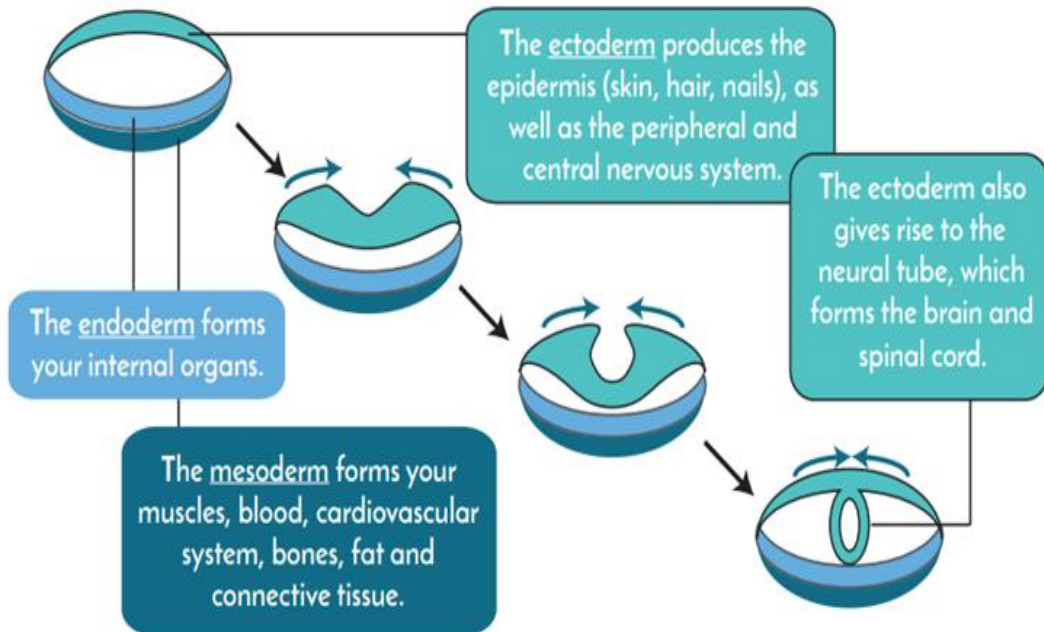 The ectoderm produces the
epidermis (skin, hair, nails), as
well as the peripheral and
central nervous system.
The ectoderm also
gives rise to the
neural tube, which
forms the brain and
spinal cord.
The endoderm forms
your internal organs.
The mesoderm forms your
muscles, blood, cardiovascular
system, bones, fat and
connective tissue.